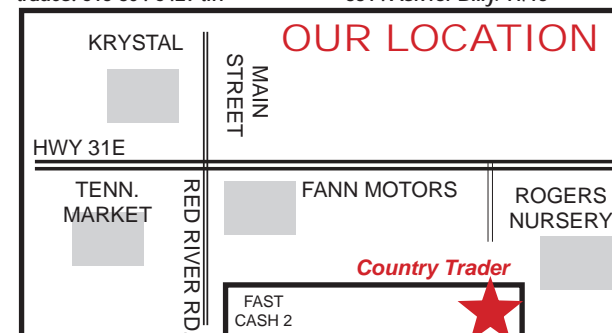 OUR LOCATION
KRYSTAL
MAIN
STREET
HWY 31E
TENN.
MARKET
RED RIVER RD
FANN MOTORS
ROGERS
NURSERY
Country Trader
FAST
CASH 2